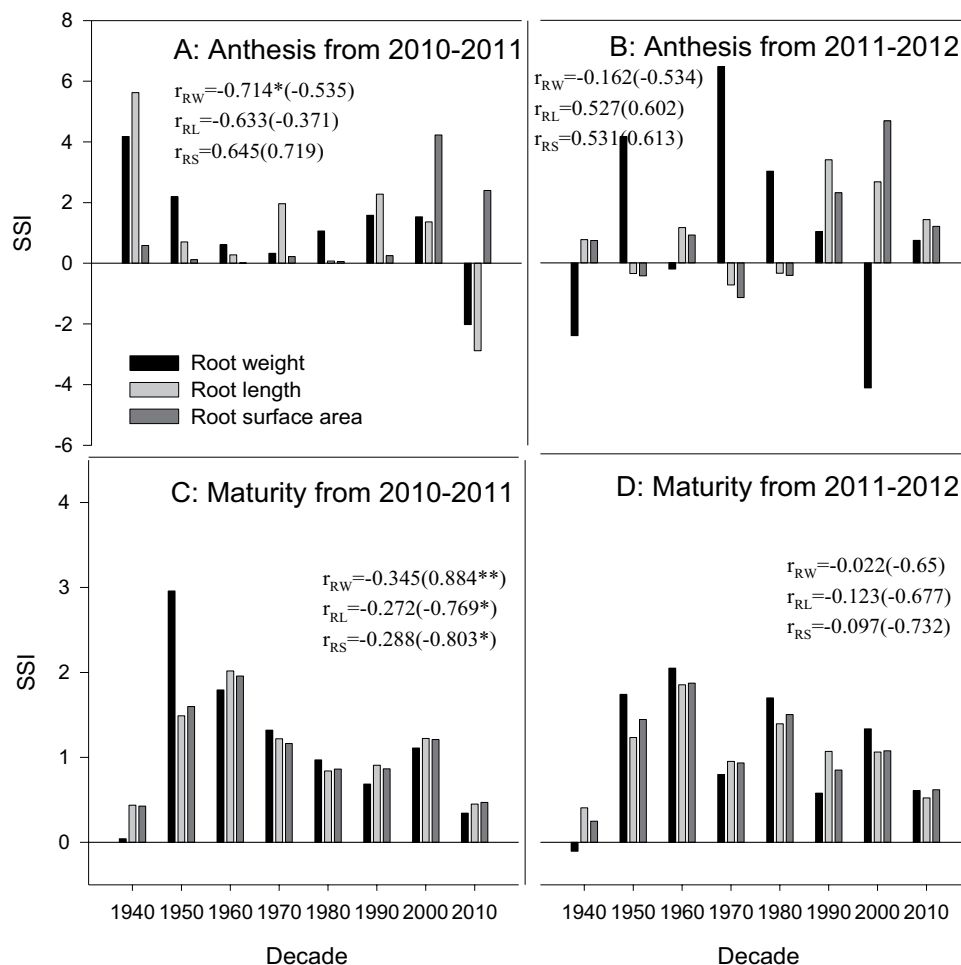 8
6
4
2
0
-2
-4
-6
SSI
A: Anthesis from 2010-2011
r_RW=-0.714*(-0.535)
r_RL=-0.633(-0.371)
r_RS=0.645(0.719)
Root weight
Root length
Root surface area
B: Anthesis from 2011-2012
r_RW=-0.162(-0.534)
r_RL=0.527(0.602)
r_RS=0.531(0.613)
4
3
2
1
0
SSI
C: Maturity from 2010-2011
r_RW=-0.345(0.884**)
r_RL=-0.272(-0.769*)
r_RS=-0.288(-0.803*)
1940 1950 1960 1970 1980 1990 2000 2010
Decade
D: Maturity from 2011-2012
r_RW=-0.022(-0.65)
r_RL=-0.123(-0.677)
r_RS=-0.097(-0.732)
1940 1950 1960 1970 1980 1990 2000 2010
Decade